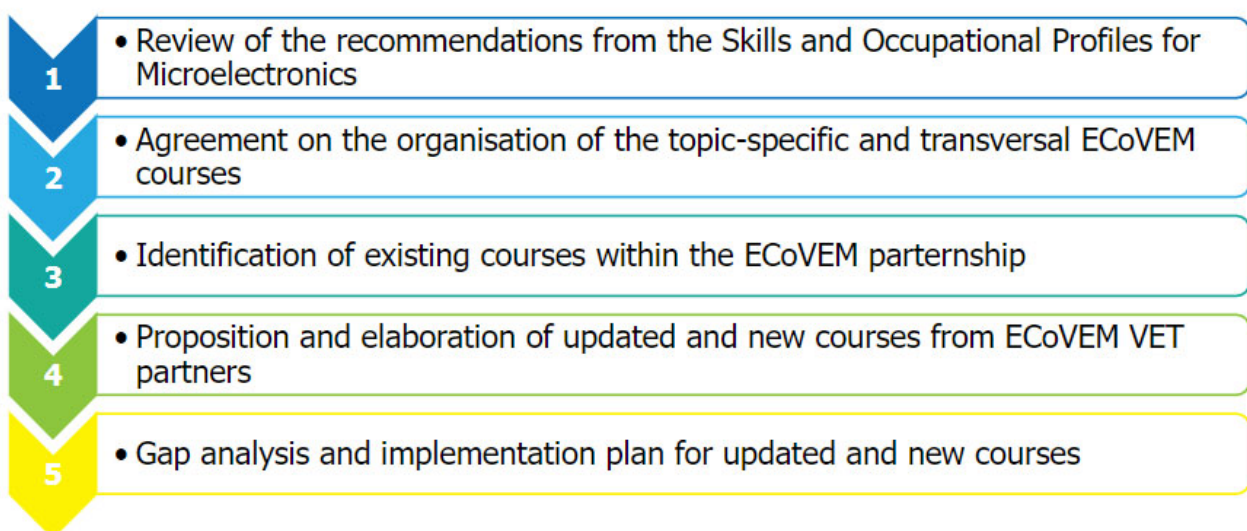 1
• Review of the recommendations from the Skills and Occupational Profiles for
Microelectronics
2
• Agreement on the organisation of the topic-specific and transversal ECoVEM
courses
3
• Identification of existing courses within the ECoVEM parternship
4
• Proposition and elaboration of updated and new courses from ECoVEM VET
partners
5
• Gap analysis and implementation plan for updated and new courses